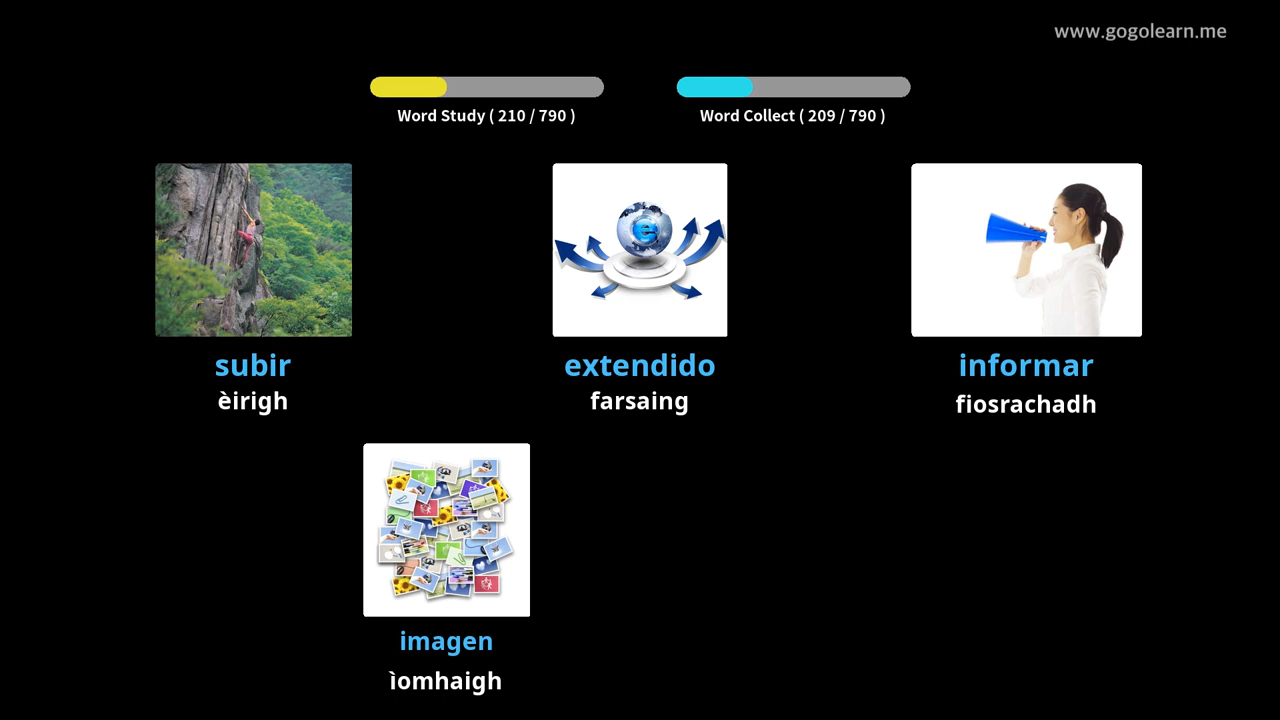 www.gogolearn.me
Word Study ( 210 / 790 )
Word Collect ( 209 / 790 )
e
subir
èirigh
extendido
farsaing
informar
fiosrachadh
imagen
ìomhaigh